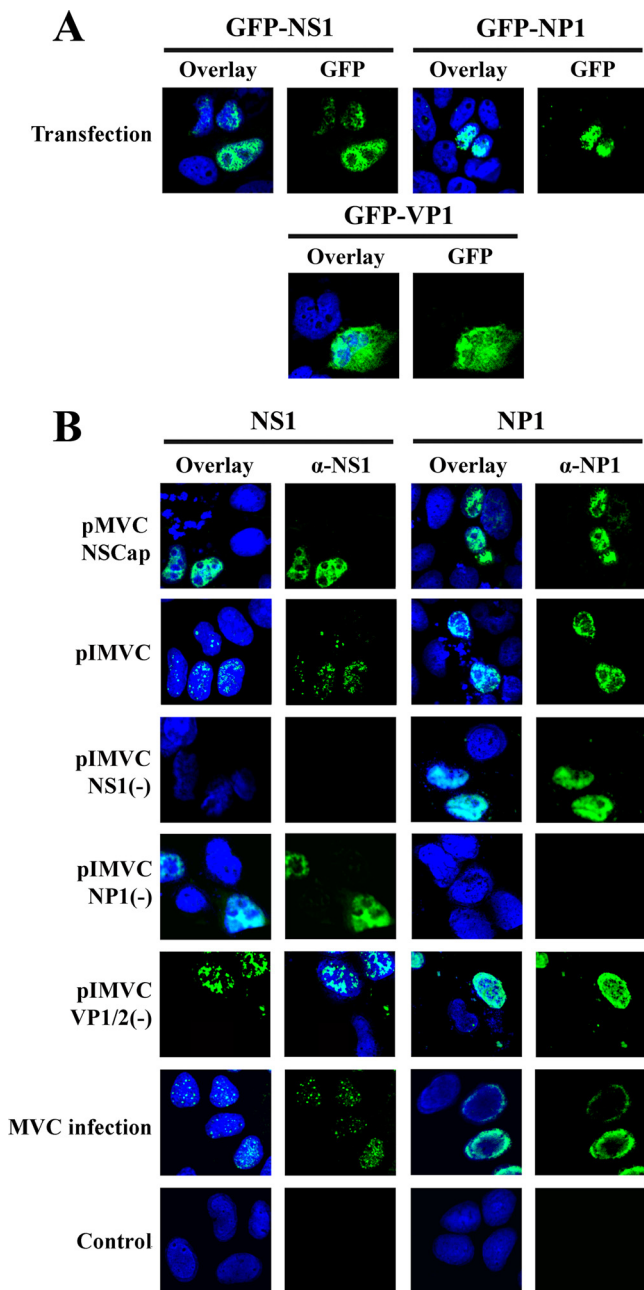 A
GFP-NS1 GFP-NP1
Overlay GFP Overlay GFP
Transfection
GFP-VP1
Overlay GFP
B
NS1 NP1
Overlay α-NS1 Overlay α-NP1
pMVC
NSCap
pIMVC
pIMVC
NS1(-)
pIMVC
NP1(-)
pIMVC
VP1/2(-)
MVC infection
Control